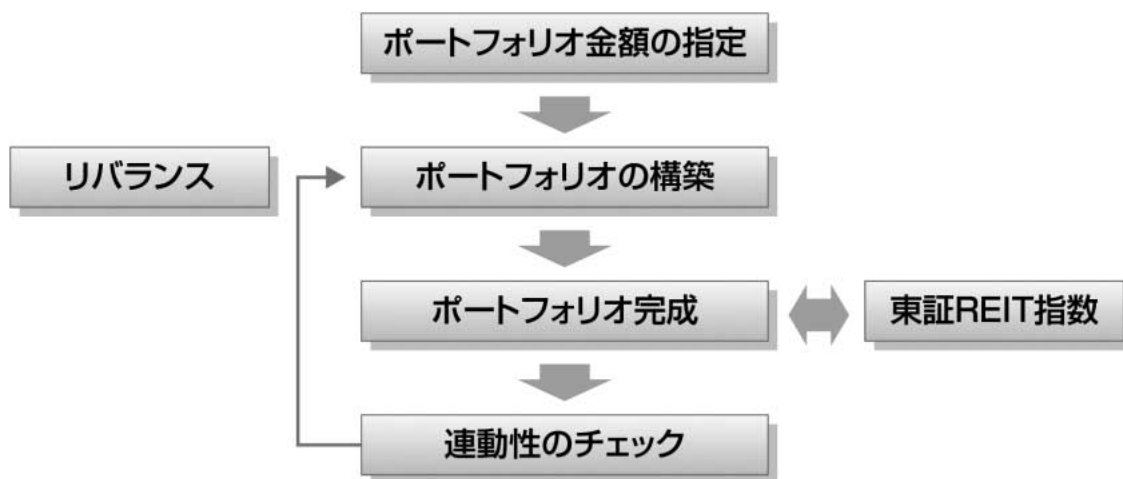 ポートフォリオ金額の指定
リバランス
ポートフォリオの構築
ポートフォリオ完成
東証REIT指数
連動性のチェック